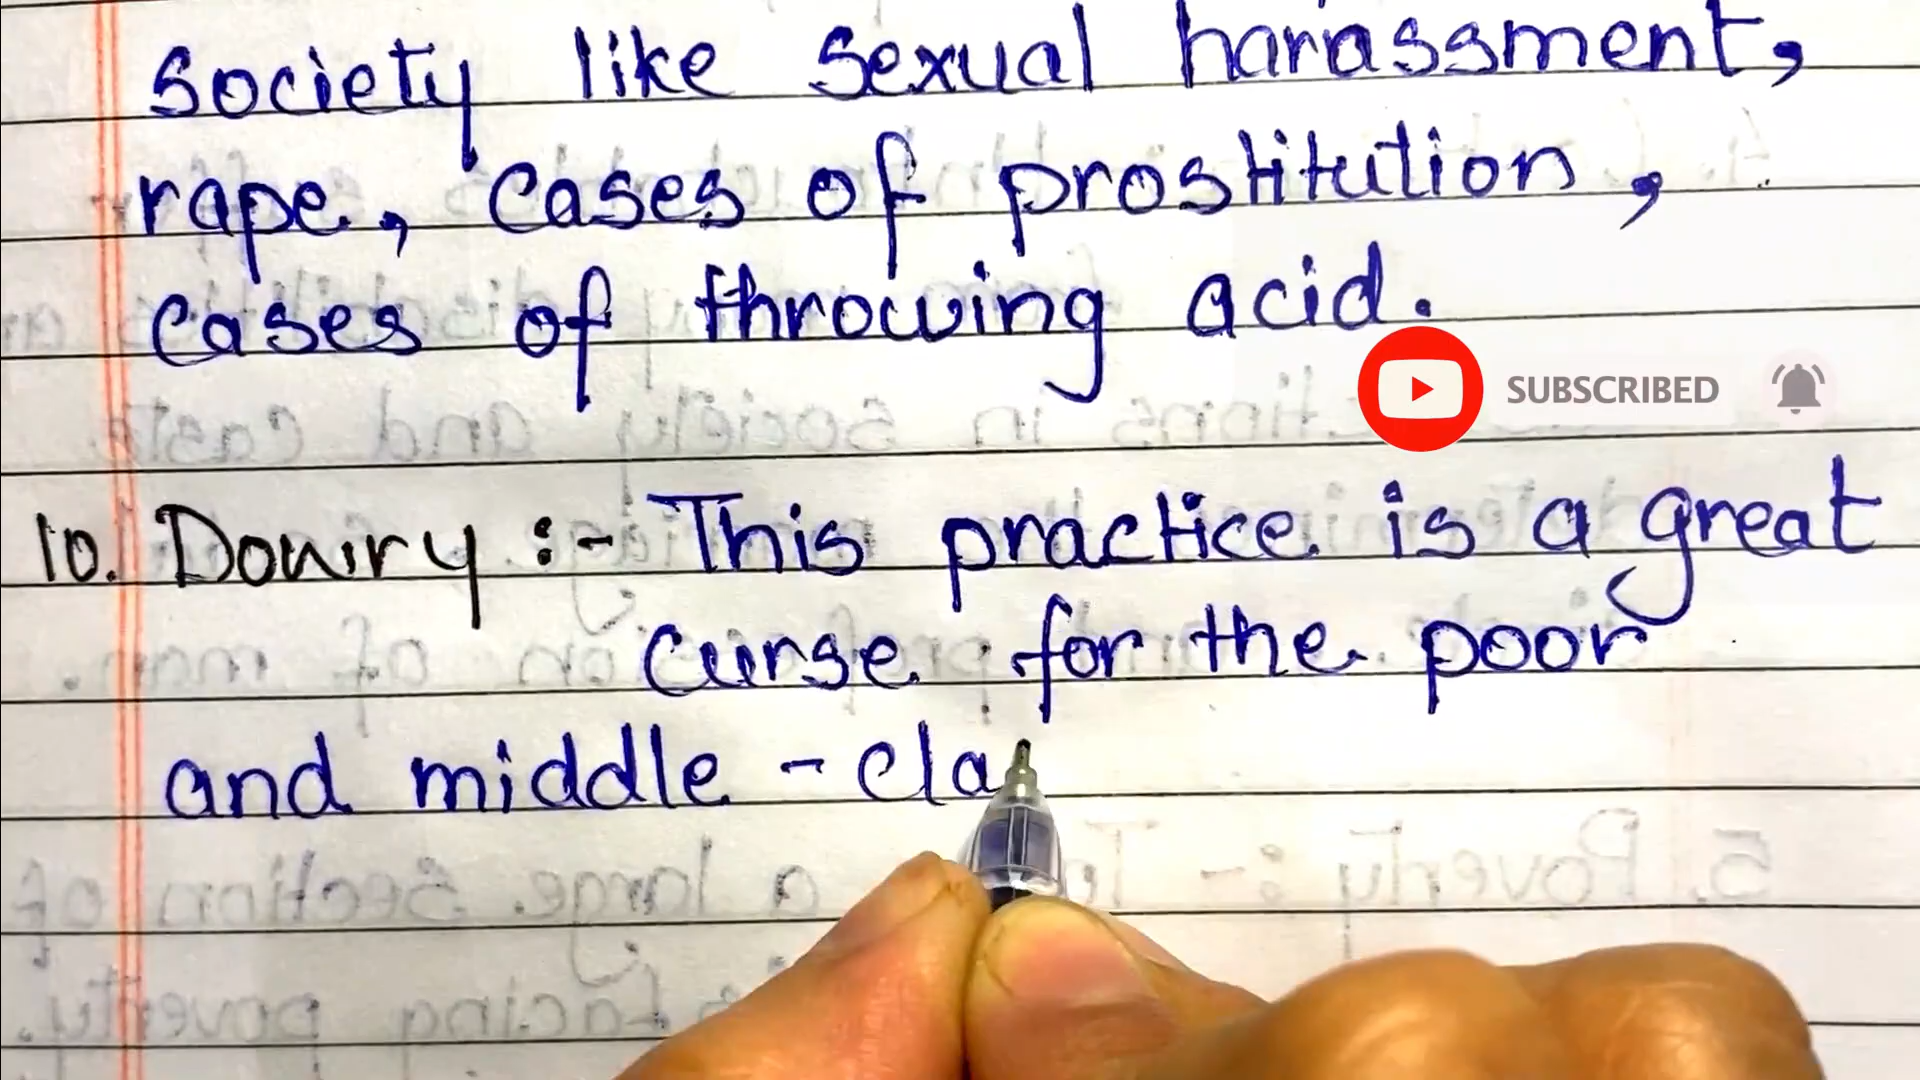 society like sexual harassment,
rape, cases of prostitution,
cases of throwing acid.
SUBSCRIBED
10. Dowry :- This practice is a great
curse for the poor
and middle - cla